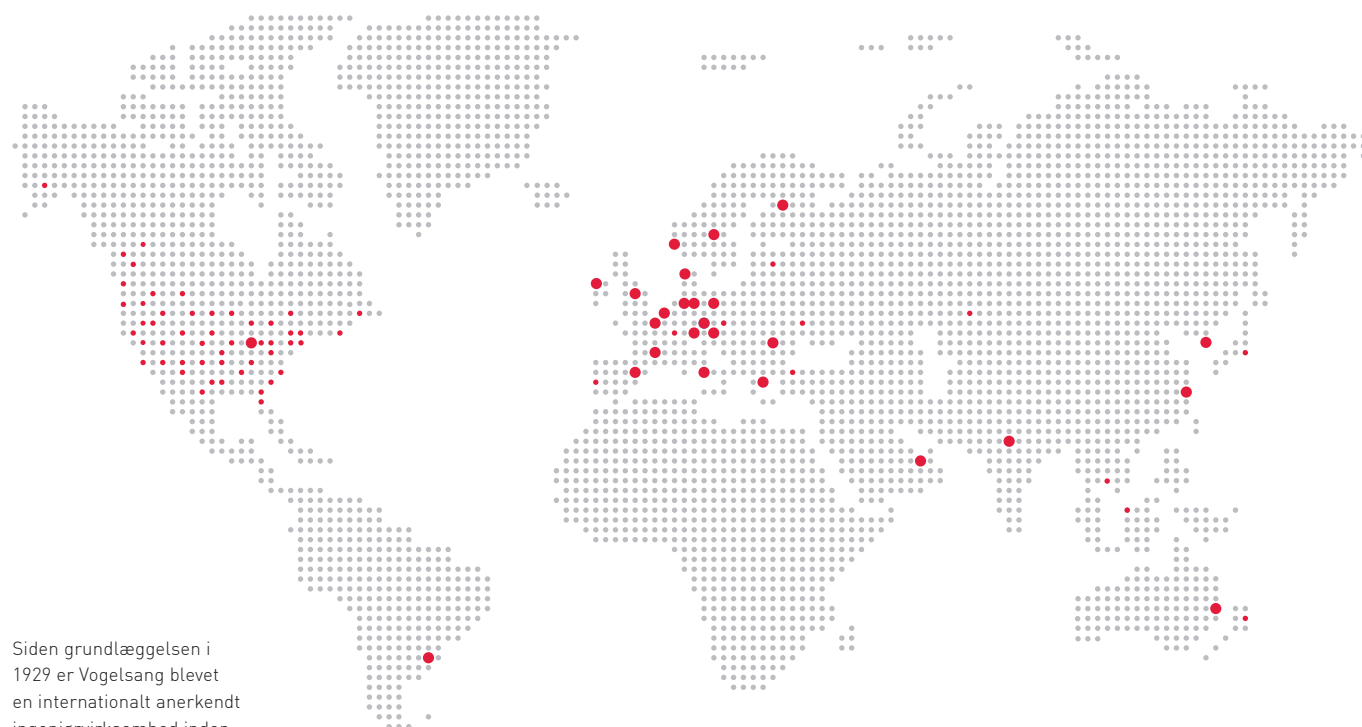 Siden grundlæggelsen i
1929 er Vogelsang blevet
en internationalt anerkendt